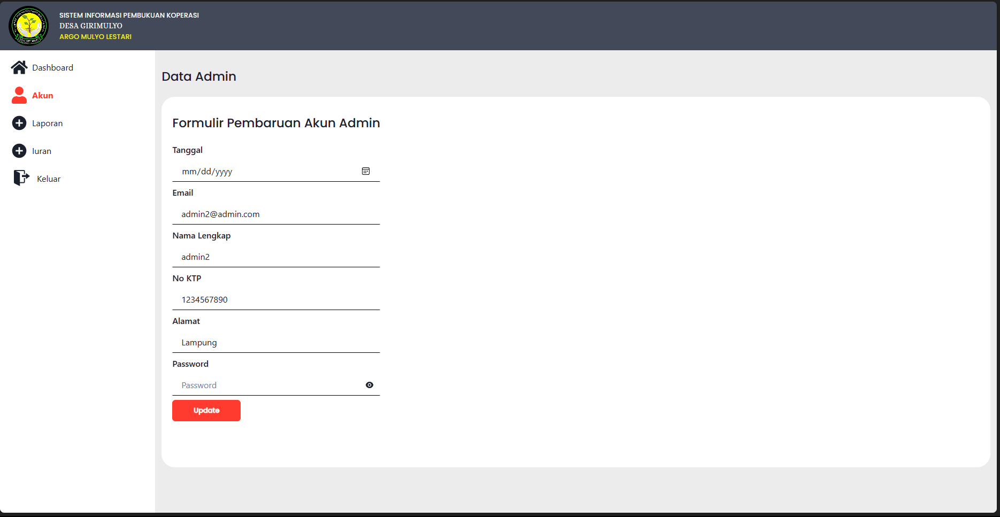 SISTEM INFORMASI PEMBUKUAN KOPERASI
DESA GIRIMULYO
ARGO MULYO LESTARI
Dashboard
Akun
Laporan
Iuran
Keluar
Data Admin
Formulir Pembaruan Akun Admin
Tanggal
mm/dd/yyyy
Email
admin2@admin.com
Nama Lengkap
admin2
No KTP
1234567890
Alamat
Lampung
Password
Password
Update